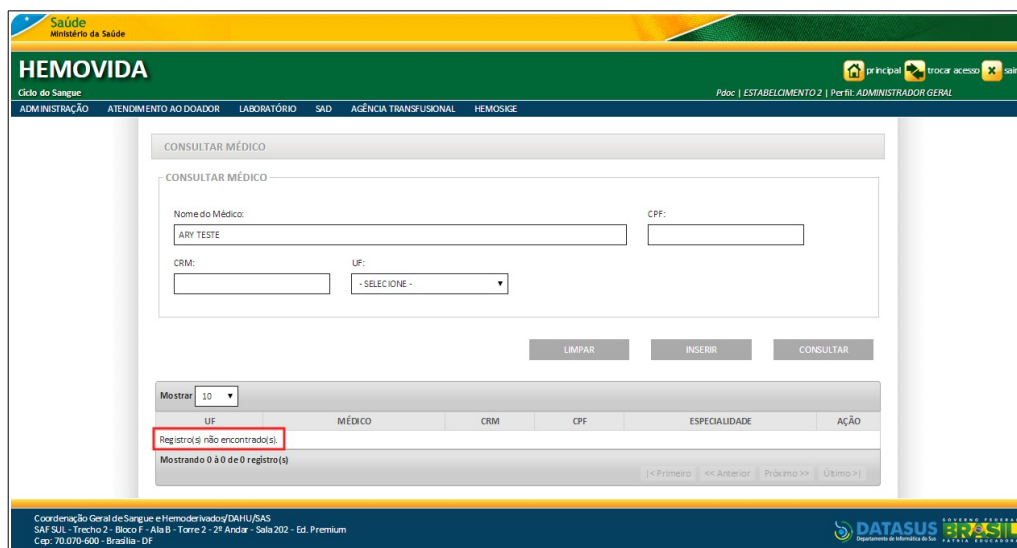 Saúde
Ministério da Saúde
HEMOVIDA
principal trocar acesso sair
Ciclo do Sangue
Pdoc | ESTABELCIMENTO 2 | Perfil: ADMINISTRADOR GERAL
ADMINISTRAÇÃO ATENDIMENTO AO DOADOR LABORATÓRIO SAD AGÊNCIA TRANSFUSIONAL HEMOSIGE
CONSULTAR MÉDICO
CONSULTAR MÉDICO
Nome do Médico: CPF:
ARY TESTE
CRM: UF:
- SELECIONE -
LIMPAR INSERIR CONSULTAR
Mostrar 10
UF MÉDICO CRM CPF ESPECIALIDADE AÇÃO
Registro(s) não encontrado(s).
Mostrando 0 à 0 de 0 registro(s)
|< Primeiro << Anterior Próximo >> Último >|
Coordenação Geral de Sangue e Hemoderivados/DAHU/SAS
SAF SUL - Trecho 2 - Bloco F - Ala B - Torre 2 - 2º Andar - Sala 202 - Ed. Premium
Cep: 70.070-600 - Brasília - DF
DATASUS
Departamento de Informática do Sus
GOVERNO FEDERAL
BRASIL
PÁTRIA EDUCADORA